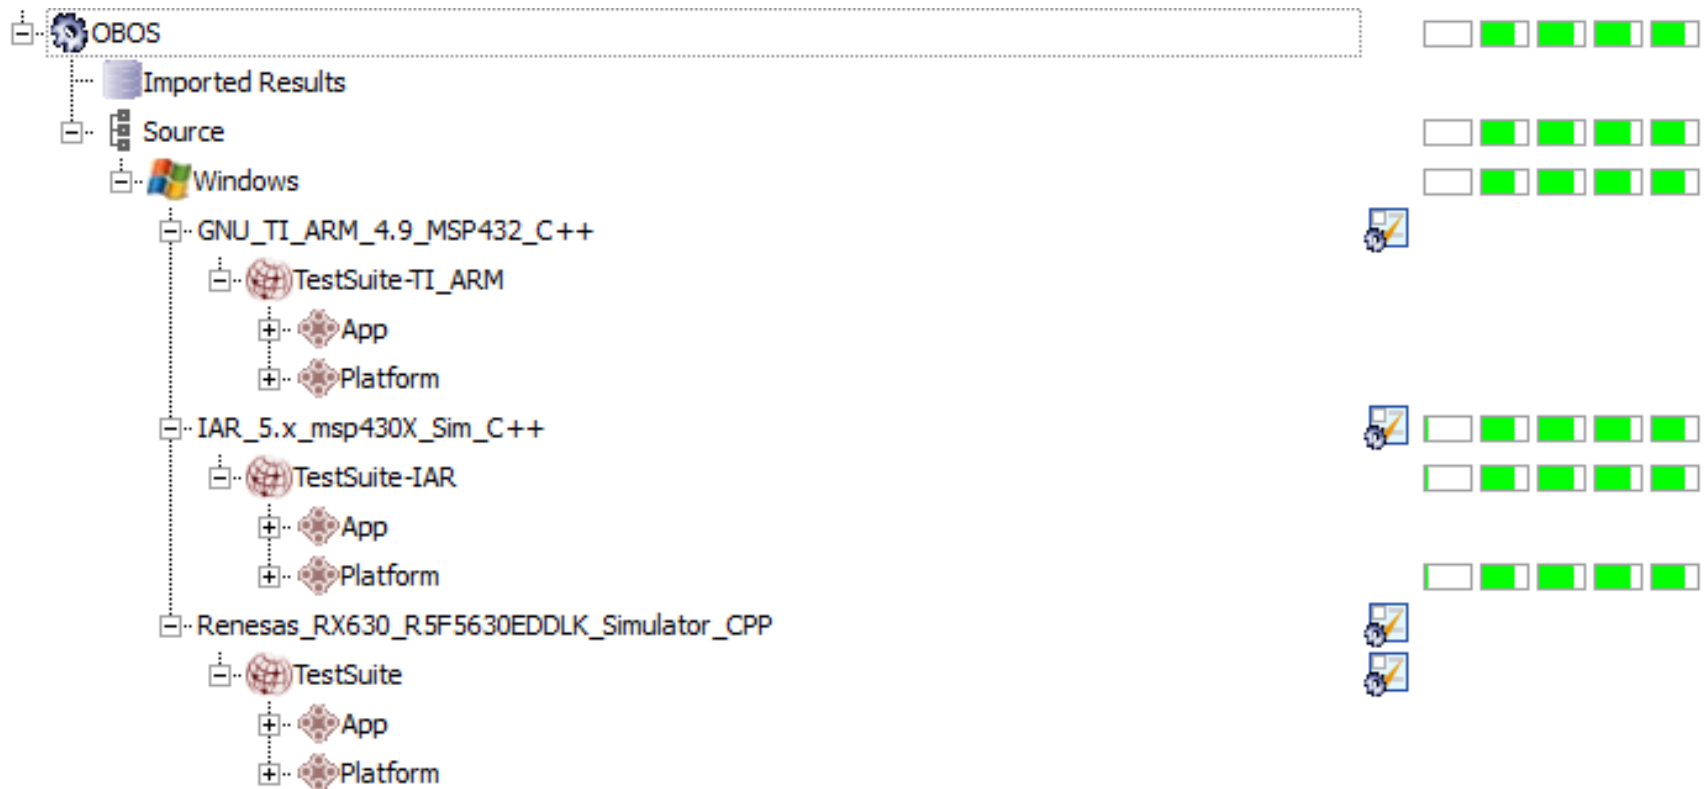 OBOS
Imported Results
Source
Windows
GNU_TI_ARM_4.9_MSP432_C++
TestSuite-TI_ARM
App
Platform
IAR_5.x_msp430X_Sim_C++
TestSuite-IAR
App
Platform
Renesas_RX630_R5F5630EDDLK_Simulator_CPP
TestSuite
App
Platform